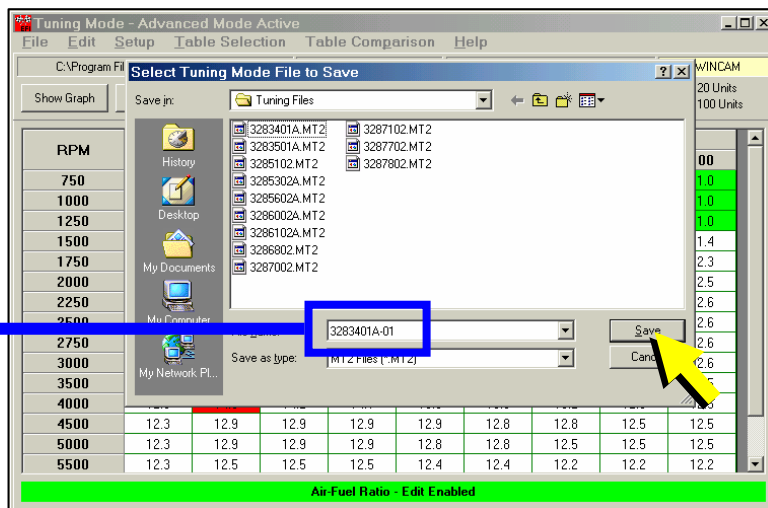 Tuning Mode - Advanced Mode Active
File Edit Setup Table Selection Table Comparison Help
C:\Program Fil
WINCAM
Select Tuning Mode File to Save
Show Graph
20 Units
100 Units
Save in:
Tuning Files
History
Desktop
My Documents
My Computer
My Network Pl...
3283401A.MT2
3283501A.MT2
3285102.MT2
3285302A.MT2
3285602A.MT2
3286002A.MT2
3286102A.MT2
3286802.MT2
3287002.MT2
3287102.MT2
3287702.MT2
3287802.MT2
3283401A-01
Save
Save as type:
MT2 Files (*.MT2)
RPM
00
750 1.0
1000 1.0
1250 1.0
1500 1.4
1750 2.3
2000 2.5
2250 2.6
2500 2.6
2750 2.6
3000 2.6
3500
4000
4500 12.3 12.9 12.9 12.9 12.9 12.8 12.8 12.5 12.5
5000 12.3 12.9 12.9 12.9 12.8 12.8 12.5 12.5 12.5
5500 12.3 12.5 12.5 12.5 12.4 12.4 12.2 12.2 12.2
Air-Fuel Ratio - Edit Enabled